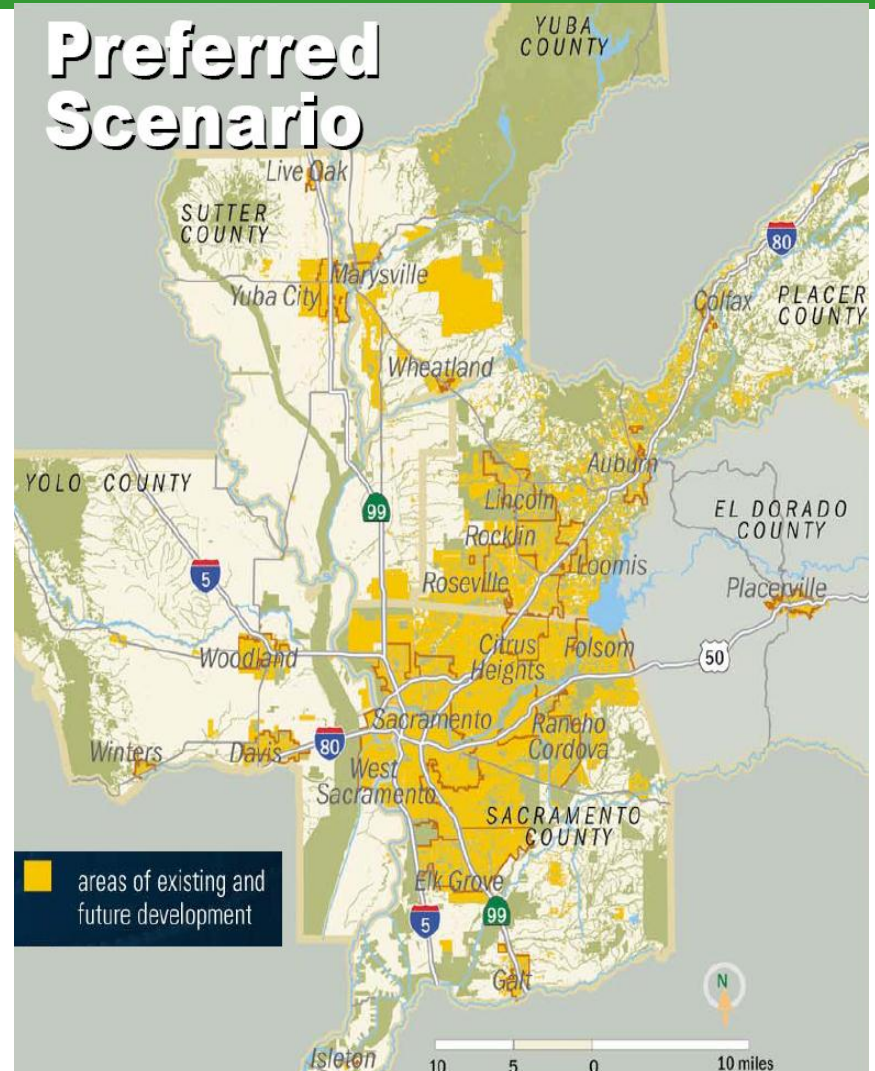 Preferred
Scenario
YUBA
COUNTY
Live Oak
SUTTER
COUNTY
80
Marysville
Yuba City
Colfax
PLACER
COUNTY
Wheatland
Auburn
YOLO COUNTY
Lincoln
99
EL DORADO
COUNTY
Rocklin
5
Loomis
Roseville
Placerville
Citrus
Heights
Folsom
50
Woodland
Sacramento
Rancho
Cordova
Winters
Davis
80
West
Sacramento
SACRAMENTO
COUNTY
areas of existing and
future development
Elk Grove
5
99
Galt
N
Isleton
10 5 0 10 miles